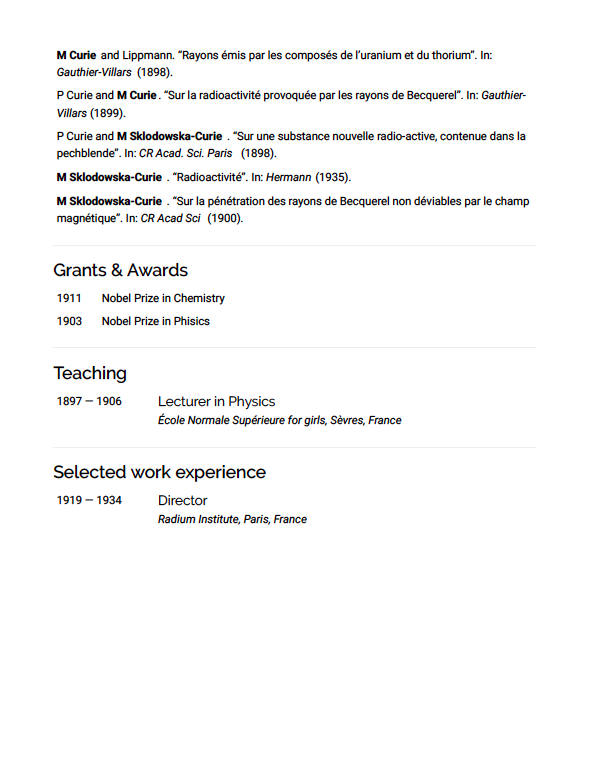 M Curie and Lippmann. “Rayons émis par les composés de l’uranium et du thorium”. In:
Gauthier-Villars (1898).
P Curie and M Curie . “Sur la radioactivité provoquée par les rayons de Becquerel”. In: Gauthier-
Villars (1899).
P Curie and M Sklodowska-Curie . “Sur une substance nouvelle radio-active, contenue dans la
pechblende”. In: CR Acad. Sci. Paris (1898).
M Sklodowska-Curie . “Radioactivité”. In: Hermann (1935).
M Sklodowska-Curie . “Sur la pénétration des rayons de Becquerel non déviables par le champ
magnétique”. In: CR Acad Sci (1900).
Grants & Awards
1911 Nobel Prize in Chemistry
1903 Nobel Prize in Phisics
Teaching
1897 — 1906 Lecturer in Physics
École Normale Supérieure for girls, Sèvres, France
Selected work experience
1919 — 1934 Director
Radium Institute, Paris, France